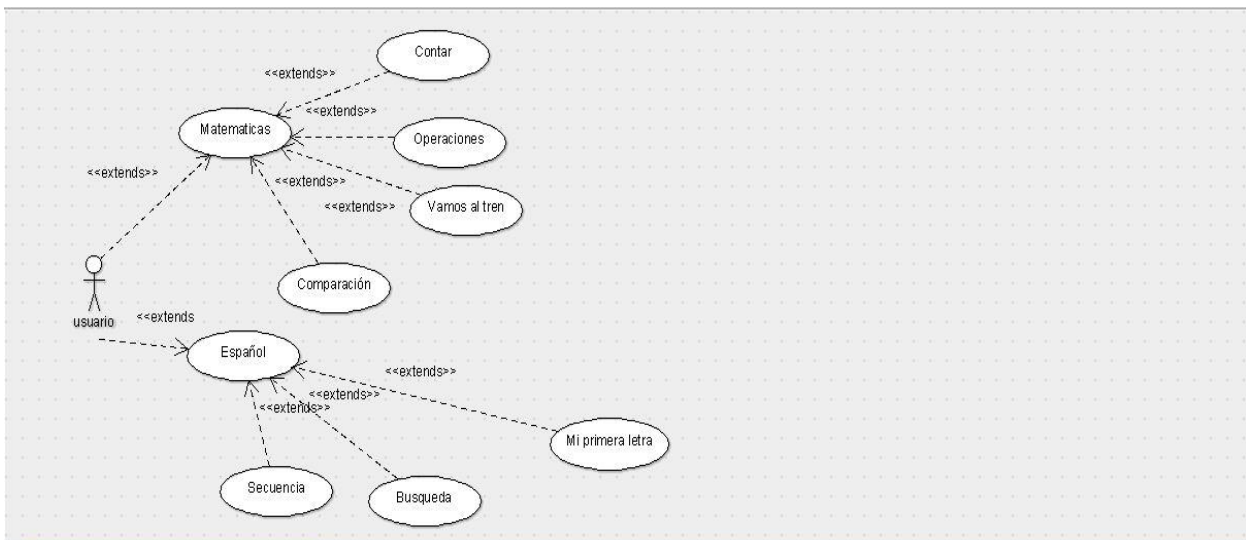 Contar
<<extends>>
<<extends>>
Matematicas
Operaciones
<<extends>>
<<extends>>
<<extends>>
Vamos al tren
Comparación
usuario
<<extends
Español
<<extends>>
<<extends>>
<<extends>>
Mi primera letra
Secuencia
Busqueda